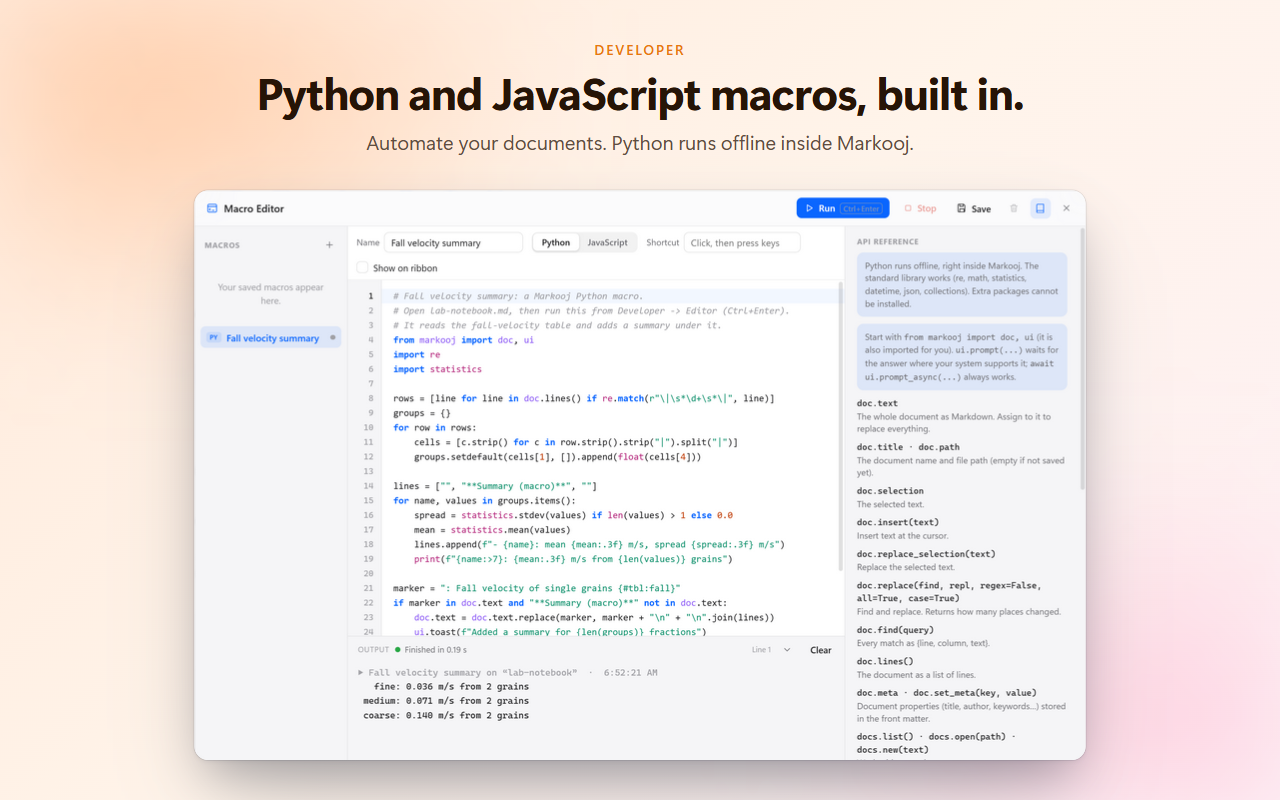 DEVELOPER
Python and JavaScript macros, built in.
Automate your documents. Python runs offline inside Markooj.
Macro Editor
Run Ctrl+Enter
Stop
Save
MACROS
Your saved macros appear
here.
PY Fall velocity summary
Name Fall velocity summary Python JavaScript Shortcut Click, then press keys
Show on ribbon
1 # Fall velocity summary: a Markooj Python macro.
2 # Open lab-notebook.md, then run this from Developer -> Editor (Ctrl+Enter).
3 # It reads the fall-velocity table and adds a summary under it.
4 from markooj import doc, ui
5 import re
6 import statistics
7
8 rows = [line for line in doc.lines() if re.match(r"\|\s*\d+\s*\|", line)]
9 groups = {}
10 for row in rows:
11     cells = [c.strip() for c in row.strip().strip("|").split("|")]
12     groups.setdefault(cells[1], []).append(float(cells[4]))
13
14 lines = ["", "**Summary (macro)**", ""]
15 for name, values in groups.items():
16     spread = statistics.stdev(values) if len(values) > 1 else 0.0
17     mean = statistics.mean(values)
18     lines.append(f"- {name}: mean {mean:.3f} m/s, spread {spread:.3f} m/s")
19     print(f"{name:>7}: {mean:.3f} m/s from {len(values)} grains")
20
21 marker = ": Fall velocity of single grains {#tbl:fall}"
22 if marker in doc.text and "**Summary (macro)**" not in doc.text:
23     doc.text = doc.text.replace(marker, marker + "\n" + "\n".join(lines))
24     ui.toast(f"Added a summary for {len(groups)} fractions")
OUTPUT Finished in 0.19 s Line 1 Clear
Fall velocity summary on “lab-notebook” · 6:52:21 AM
fine: 0.036 m/s from 2 grains
medium: 0.071 m/s from 2 grains
coarse: 0.140 m/s from 2 grains
API REFERENCE
Python runs offline, right inside Markooj. The
standard library works (re, math, statistics,
datetime, json, collections). Extra packages cannot
be installed.
Start with from markooj import doc, ui (it is
also imported for you). ui.prompt(...) waits for
the answer where your system supports it; await
ui.prompt_async(...) always works.
doc.text
The whole document as Markdown. Assign to it to
replace everything.
doc.title · doc.path
The document name and file path (empty if not saved
yet).
doc.selection
The selected text.
doc.insert(text)
Insert text at the cursor.
doc.replace_selection(text)
Replace the selected text.
doc.replace(find, repl, regex=False,
all=True, case=True)
Find and replace. Returns how many places changed.
doc.find(query)
Every match as {line, column, text}.
doc.lines()
The document as a list of lines.
doc.meta · doc.set_meta(key, value)
Document properties (title, author, keywords...) stored
in the front matter.
docs.list() · docs.open(path) ·
docs.new(text)